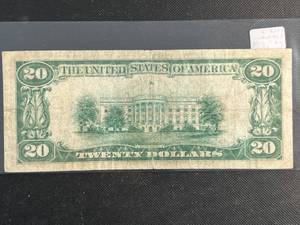 THE UNITED STATES OF AMERICA
20 20
20 20
TWENTY DOLLARS